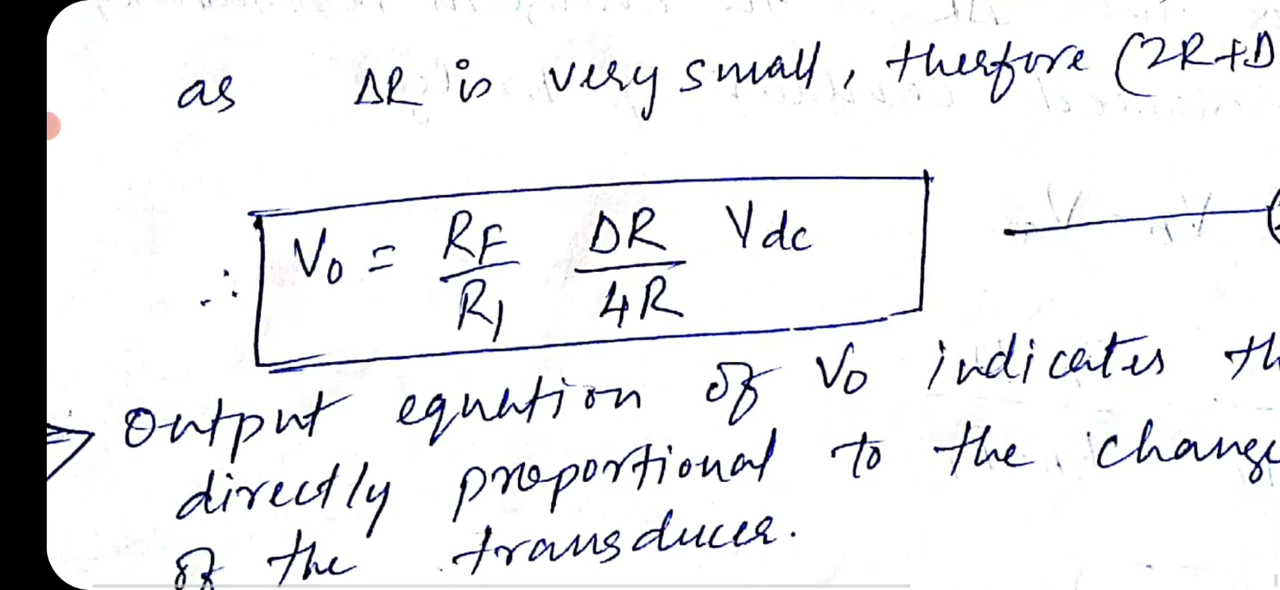 as ΔR is very small, therefore (2R+Δ
∴ V₀ = R_F/R₁ ΔR/4R Vdc
⇒ Output equation of V₀ indicates th
directly proportional to the change
of the transducer.